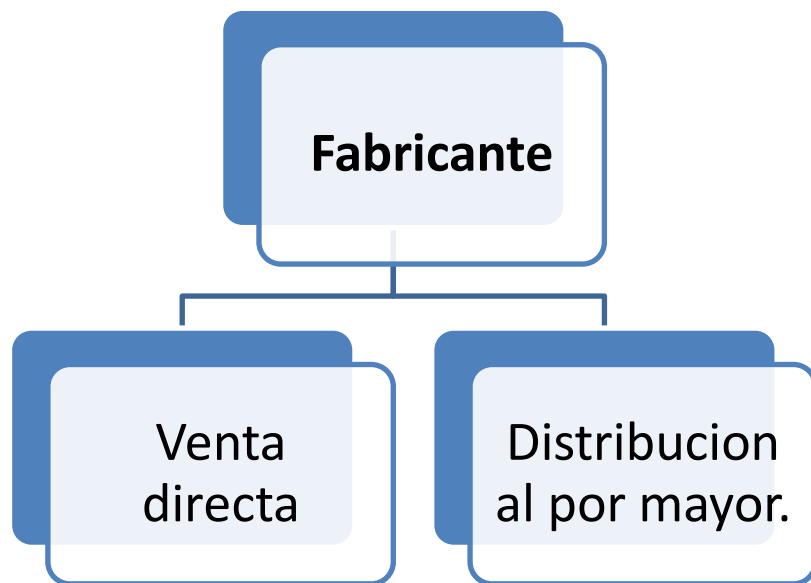 Fabricante
Venta
directa
Distribucion
al por mayor.